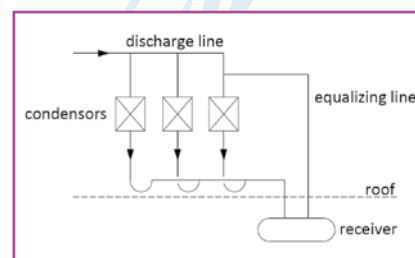 discharge line
equalizing line
condensors
roof
receiver